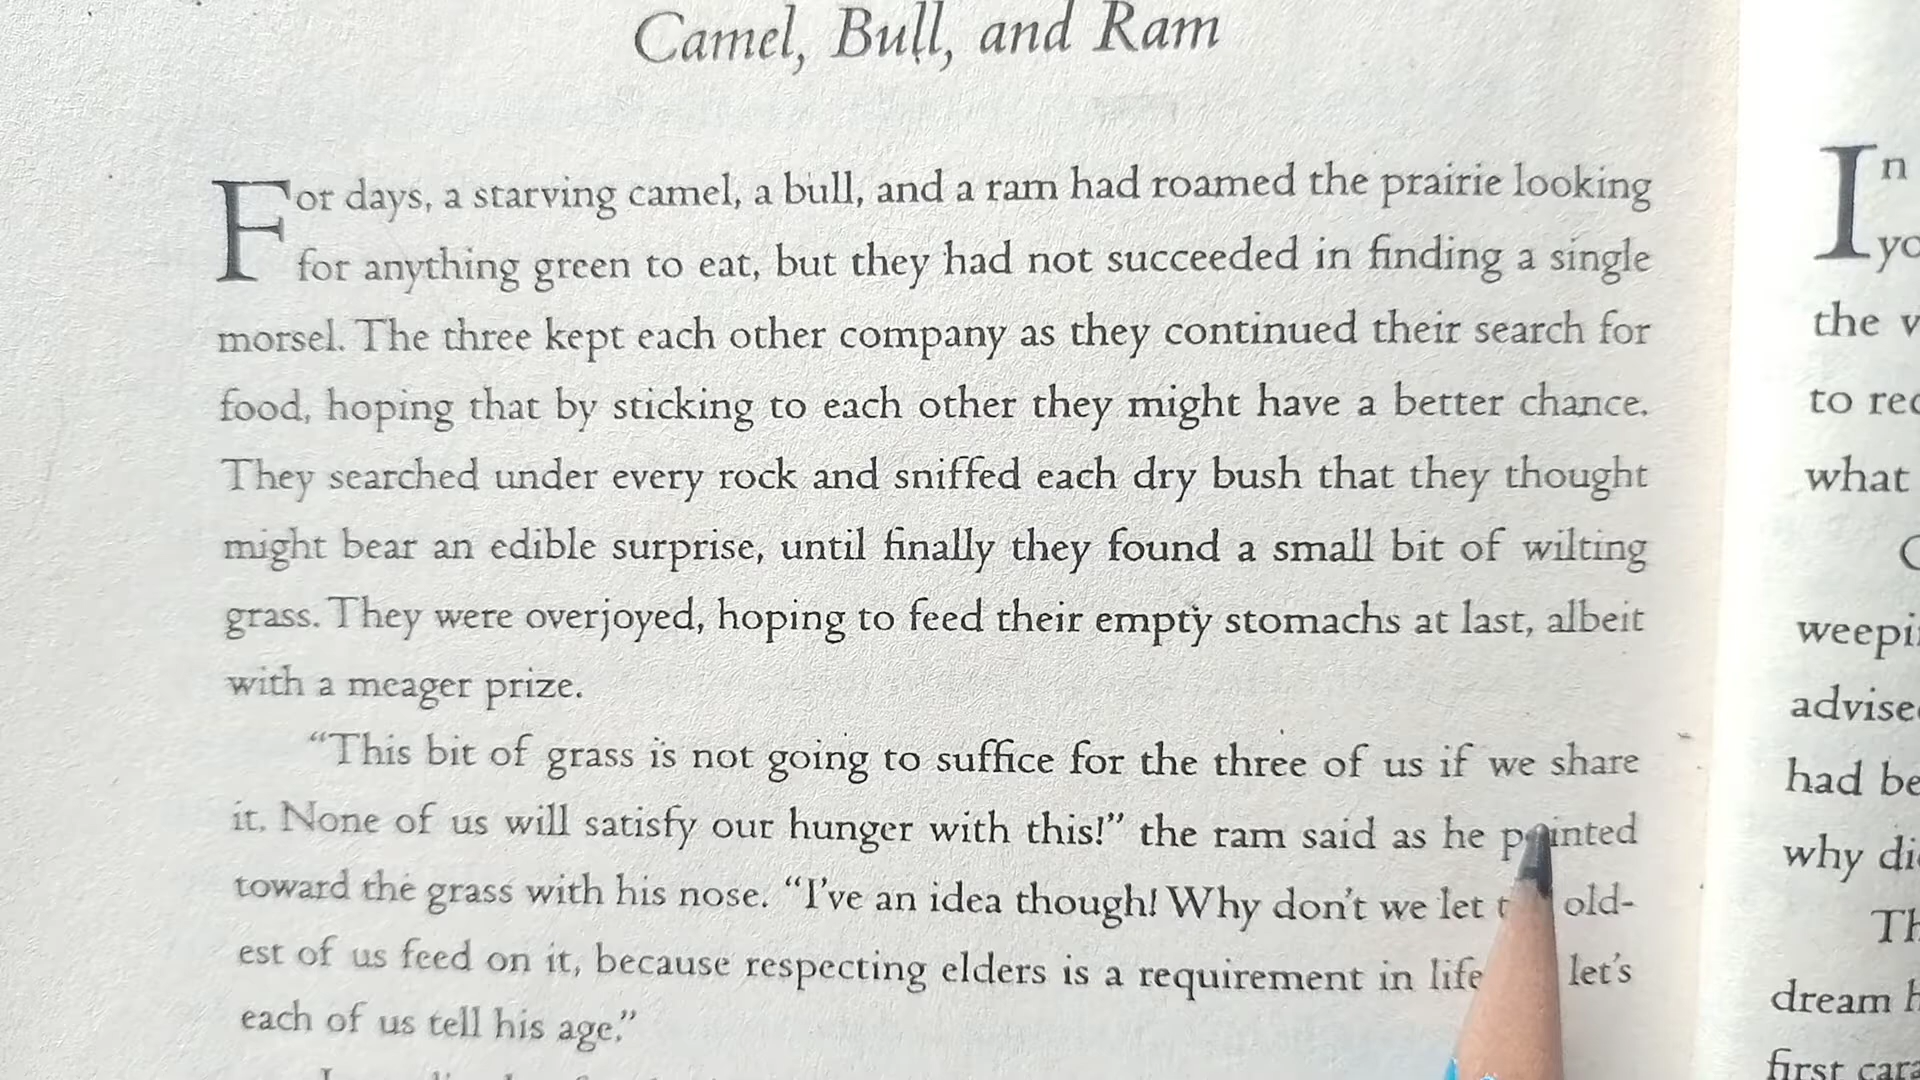 Camel, Bull, and Ram
For days, a starving camel, a bull, and a ram had roamed the prairie looking
for anything green to eat, but they had not succeeded in finding a single
morsel. The three kept each other company as they continued their search for
food, hoping that by sticking to each other they might have a better chance.
They searched under every rock and sniffed each dry bush that they thought
might bear an edible surprise, until finally they found a small bit of wilting
grass. They were overjoyed, hoping to feed their empty stomachs at last, albeit
with a meager prize.
“This bit of grass is not going to suffice for the three of us if we share
it. None of us will satisfy our hunger with this!” the ram said as he pointed
toward the grass with his nose. “I’ve an idea though! Why don’t we let old-
est of us feed on it, because respecting elders is a requirement in life let’s
each of us tell his age.”
In
the
to
what
had
why
dream
first